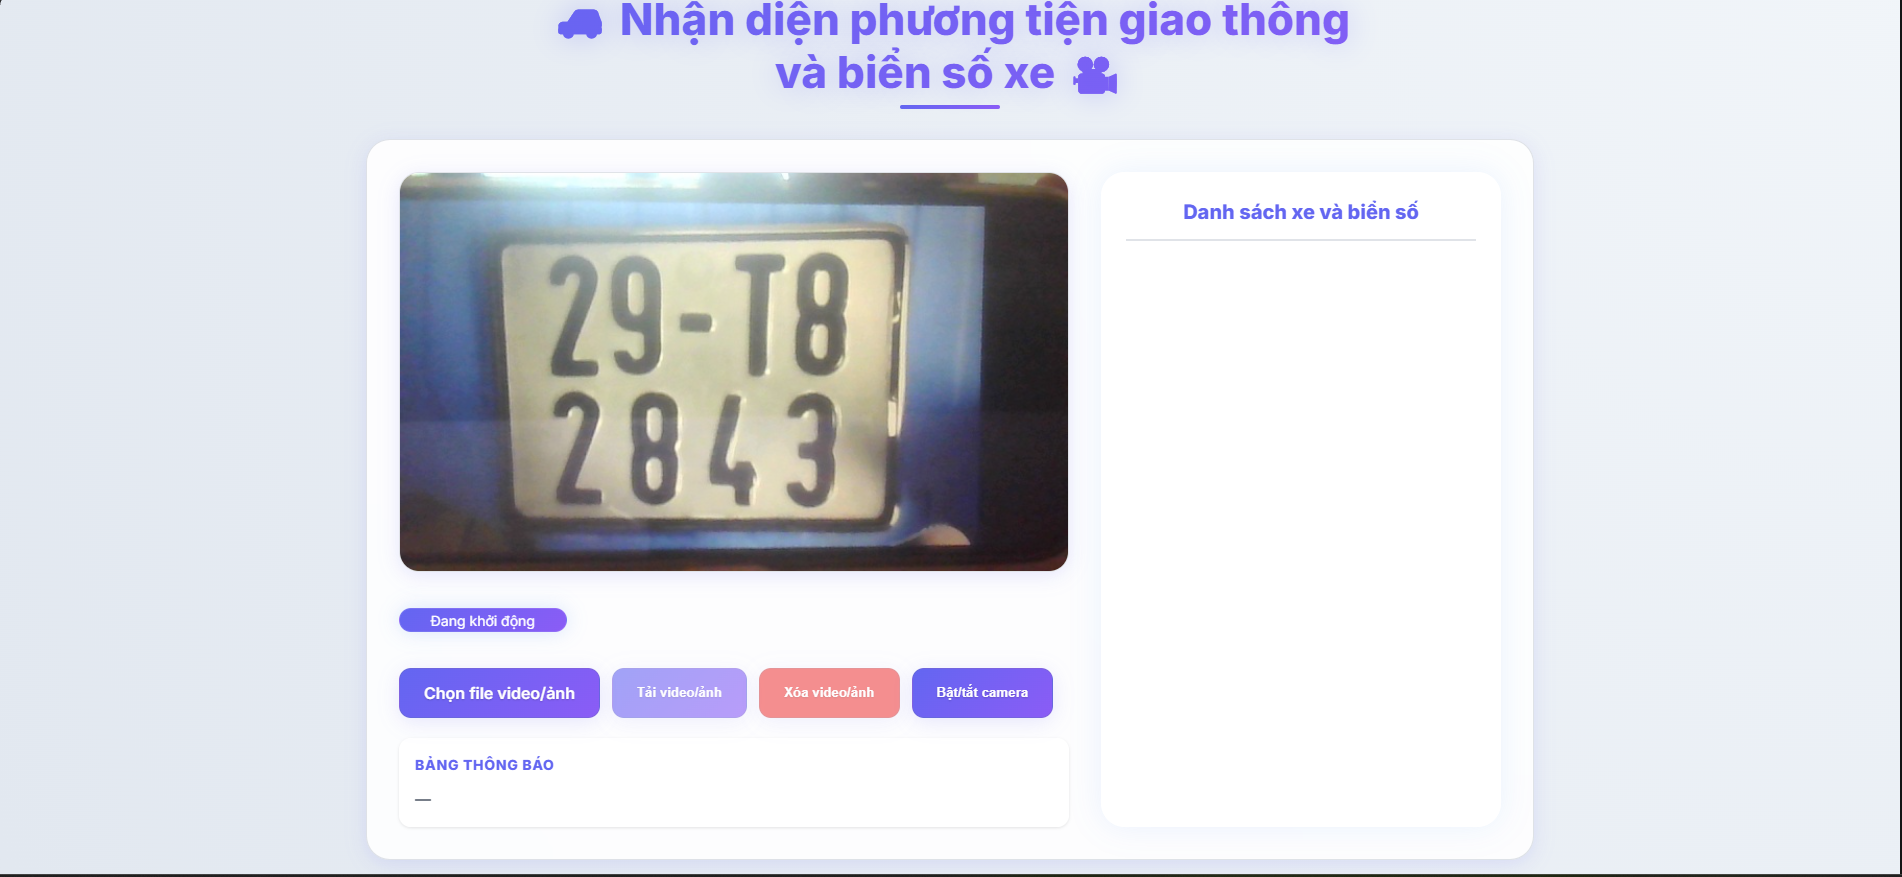 Nhận diện phương tiện giao thông
và biển số xe
29-T8
2843
Đang khởi động
Chọn file video/ảnh
Tải video/ảnh
Xóa video/ảnh
Bật/tắt camera
BẢNG THÔNG BÁO
—
Danh sách xe và biển số